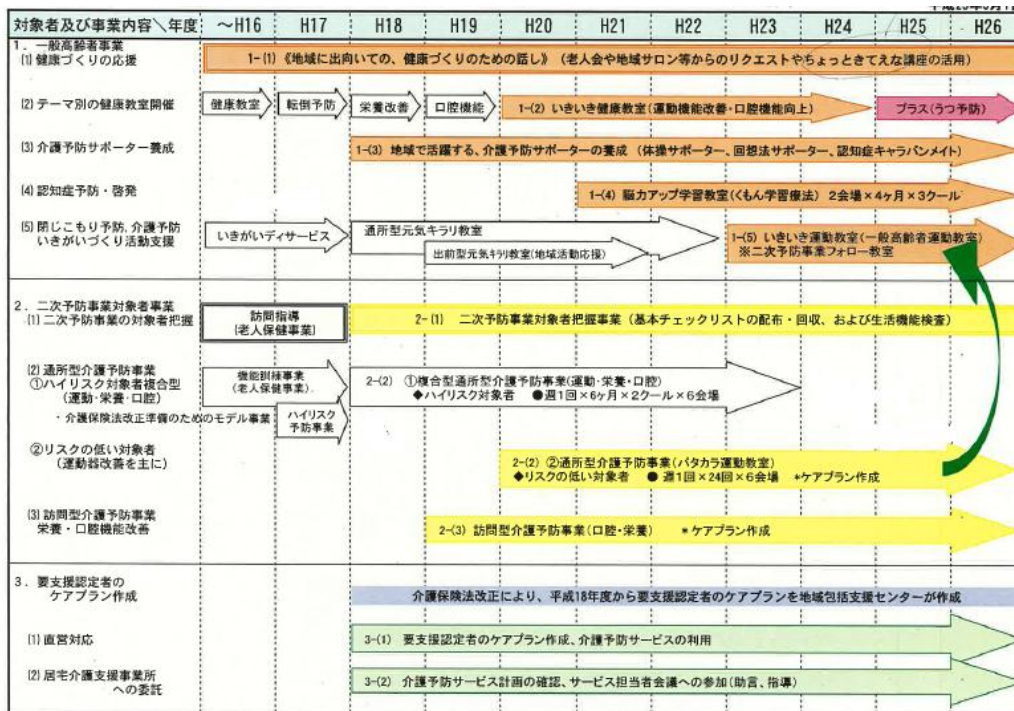 対象者及び事業内容＼年度 ～H16 H17 H18 H19 H20 H21 H22 H23 H24 H25 H26
1．一般高齢者事業
(1) 健康づくりの応援
1-(1) 《地域に出向いての、健康づくりのための話し》 (老人会や地域サロン等からのリクエストやちょっときてえな講座の活用)
(2) テーマ別の健康教室開催
健康教室 転倒予防 栄養改善 口腔機能
1-(2) いきいき健康教室(運動機能改善・口腔機能向上)
プラス(うつ予防)
(3) 介護予防サポーター養成
1-(3) 地域で活躍する、介護予防サポーターの養成 (体操サポーター、回想法サポーター、認知症キャラバンメイト)
(4) 認知症予防・啓発
1-(4) 脳力アップ学習教室(くもん学習療法) 2会場×4ヶ月×3クール
(5) 閉じこもり予防、介護予防
いきがいづくり活動支援
いきがいディサービス
通所型元気キラリ教室
出前型元気キラリ教室(地域活動応援)
1-(5) いきいき運動教室(一般高齢者運動教室)
※二次予防事業フォロー教室
2．二次予防事業対象者事業
(1) 二次予防事業の対象者把握
訪問指導
(老人保健事業)
2-(1) 二次予防事業対象者把握事業 (基本チェックリストの配布・回収、および生活機能検査)
(2) 通所型介護予防事業
①ハイリスク対象者複合型
(運動・栄養・口腔)
・介護保険法改正準備のためのモデル事業
機能訓練事業
(老人保健事業)
ハイリスク
予防事業
2-(2) ①複合型通所型介護予防事業(運動・栄養・口腔)
◆ハイリスク対象者 ●週1回×6ヶ月×2クール×6会場
②リスクの低い対象者
(運動器改善を主に)
2-(2) ②通所型介護予防事業(パタカラ運動教室)
◆リスクの低い対象者 ● 週1回×24回×6会場 *ケアプラン作成
(3) 訪問型介護予防事業
栄養・口腔機能改善
2-(3) 訪問型介護予防事業(口腔・栄養) *ケアプラン作成
3．要支援認定者の
ケアプラン作成
介護保険法改正により、平成18年度から要支援認定者のケアプランを地域包括支援センターが作成
(1) 直営対応
3-(1) 要支援認定者のケアプラン作成、介護予防サービスの利用
(2) 居宅介護支援事業所
への委託
3-(2) 介護予防サービス計画の確認、サービス担当者会議への参加(助言、指導)